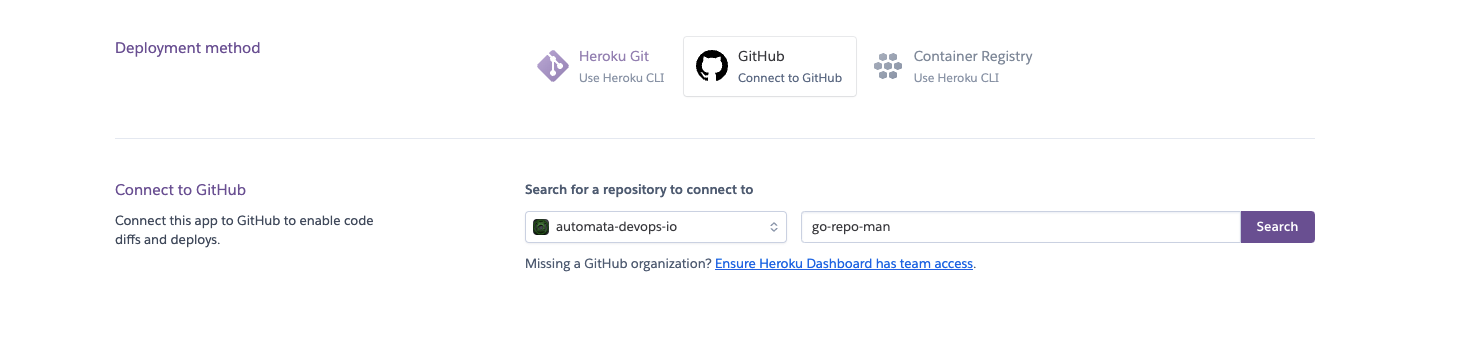 Deployment method
Heroku Git
Use Heroku CLI
GitHub
Connect to GitHub
Container Registry
Use Heroku CLI
Connect to GitHub
Connect this app to GitHub to enable code
diffs and deploys.
Search for a repository to connect to
automata-devops-io
go-repo-man
Search
Missing a GitHub organization? Ensure Heroku Dashboard has team access.